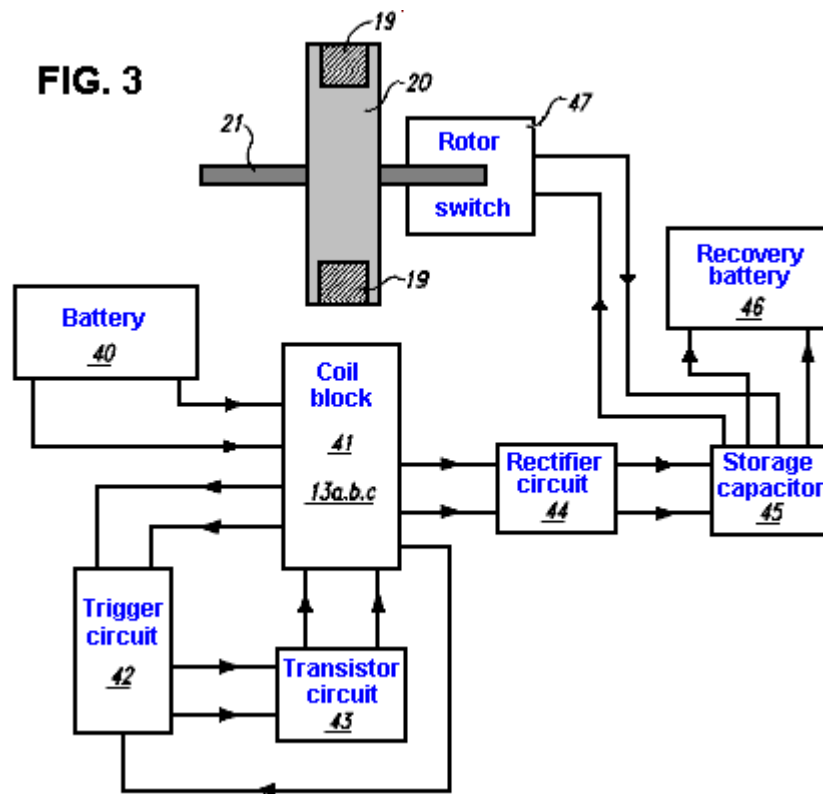 19
FIG. 3
20
47
21
Rotor
switch
19
Recovery
battery
46
Battery
40
Coil
block
41
13a.b.c
Rectifier
circuit
44
Storage
capacitor
45
Trigger
circuit
42
Transistor
circuit
43